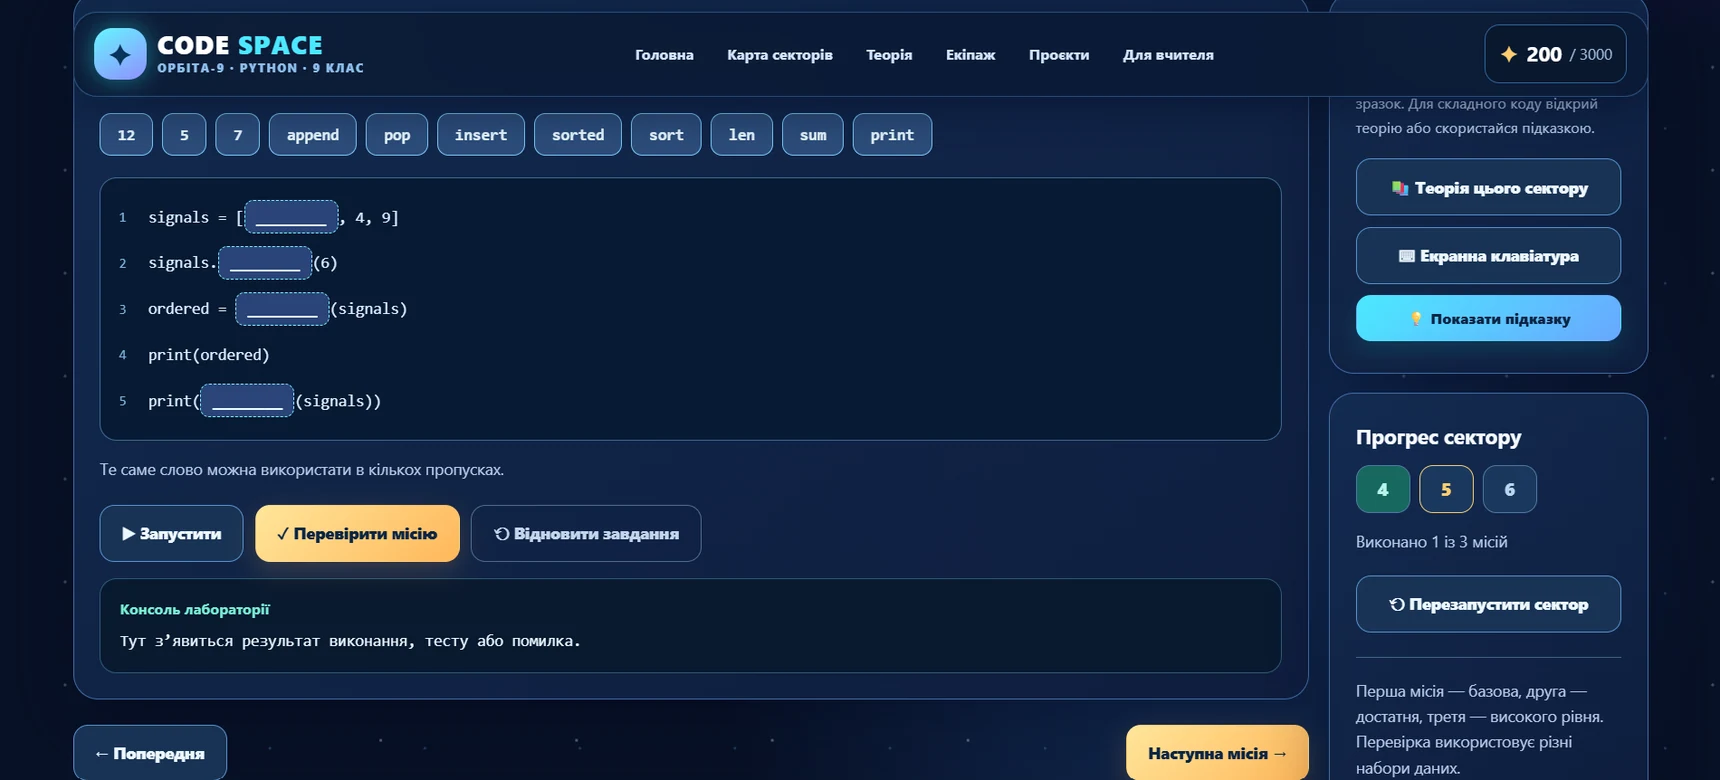 CODE SPACE
ОРБІТА-9 · PYTHON · 9 КЛАС
Головна Карта секторів Теорія Екіпаж Проєкти Для вчителя
200 / 3000
12 5 7 append pop insert sorted sort len sum print
1 signals = [________, 4, 9]
2 signals.________(6)
3 ordered = ________(signals)
4 print(ordered)
5 print(________(signals))
Те саме слово можна використати в кількох пропусках.
▶ Запустити ✓ Перевірити місію ↻ Відновити завдання
Консоль лабораторії
Тут з’явиться результат виконання, тесту або помилка.
← Попередня Наступна місія →
зразок. Для складного коду відкрий
теорію або скористайся підказкою.
Теорія цього сектору
Екранна клавіатура
Показати підказку
Прогрес сектору
4 5 6
Виконано 1 із 3 місій
↻ Перезапустити сектор
Перша місія — базова, друга —
достатня, третя — високого рівня.
Перевірка використовує різні
набори даних.